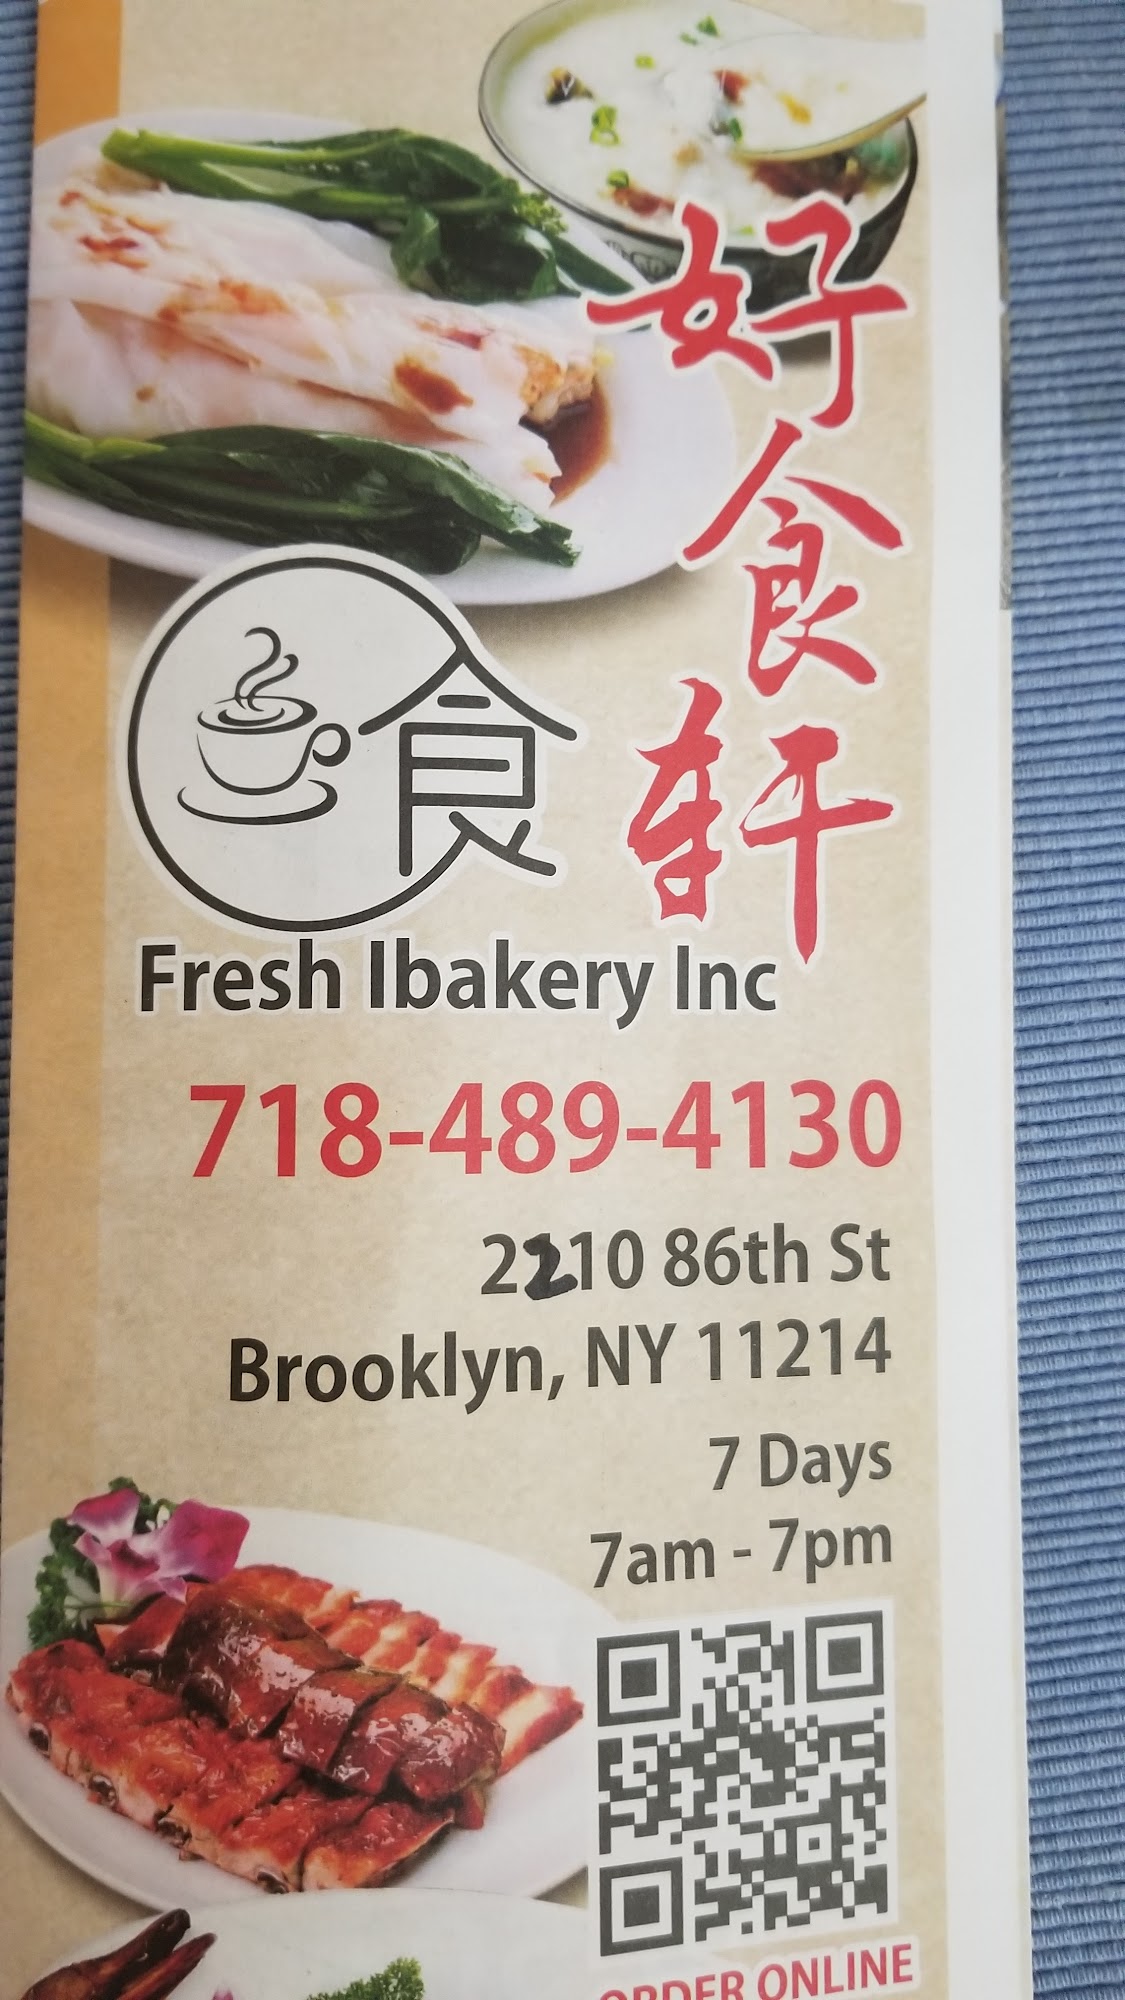 好食轩
食
Fresh Ibakery Inc
718-489-4130
2210 86th St
Brooklyn, NY 11214
7 Days
7am - 7pm
ORDER ONLINE